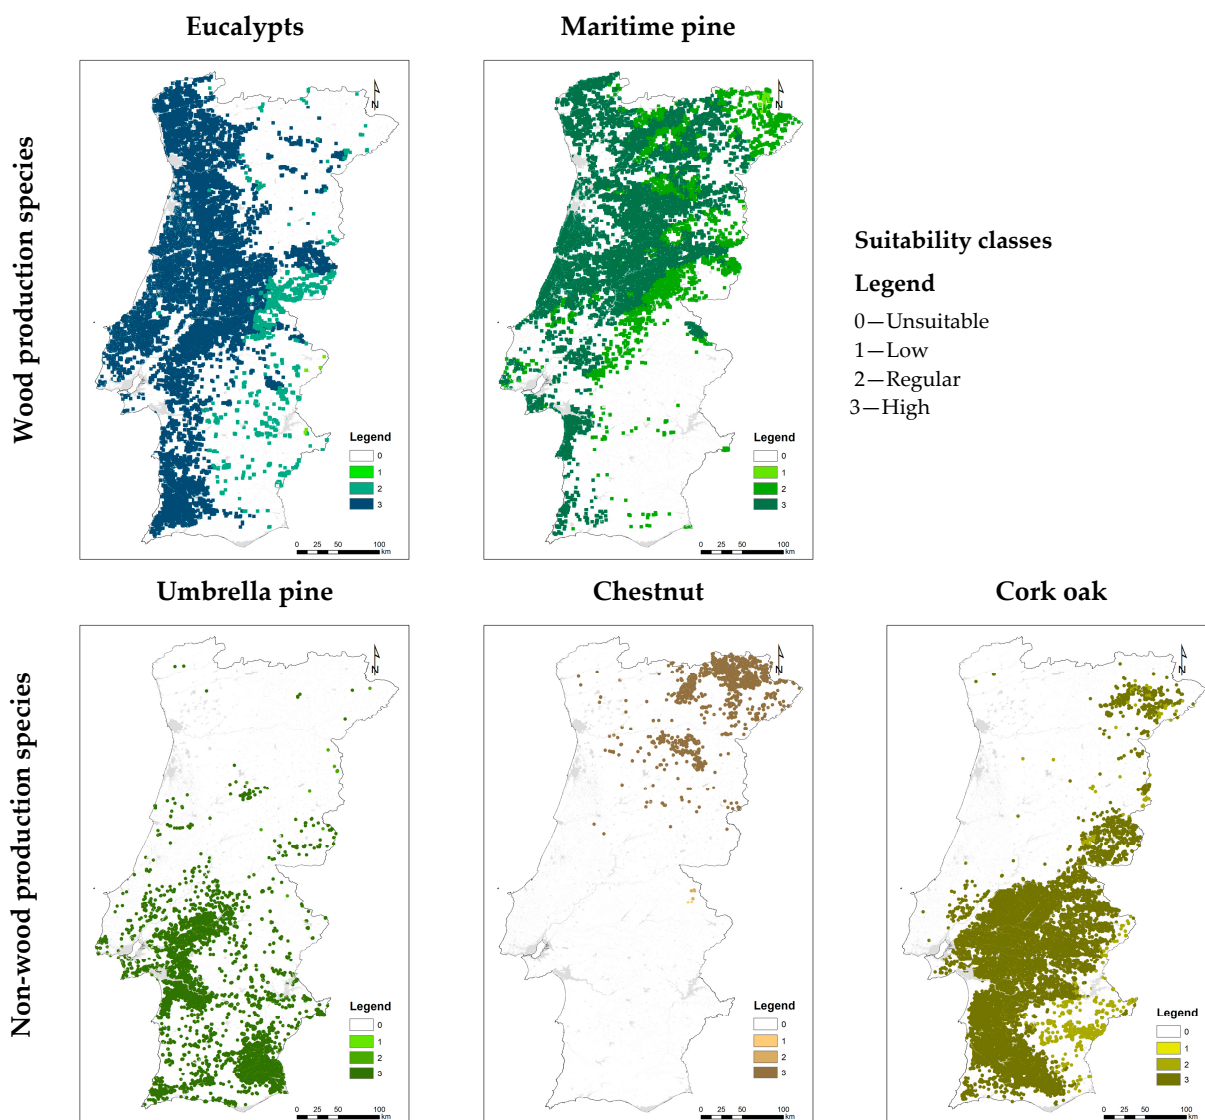 Eucalypts
Maritime pine
Wood production species
N
Legend
0
1
2
3
0 25 50 100
km
N
Legend
0
1
2
3
0 25 50 100
km
Suitability classes
Legend
0—Unsuitable
1—Low
2—Regular
3—High
Umbrella pine
Chestnut
Cork oak
Non-wood production species
N
Legend
0
1
2
3
0 25 50 100
km
N
Legend
0
1
2
3
0 25 50 100
km
N
Legend
0
1
2
3
0 25 50 100
km